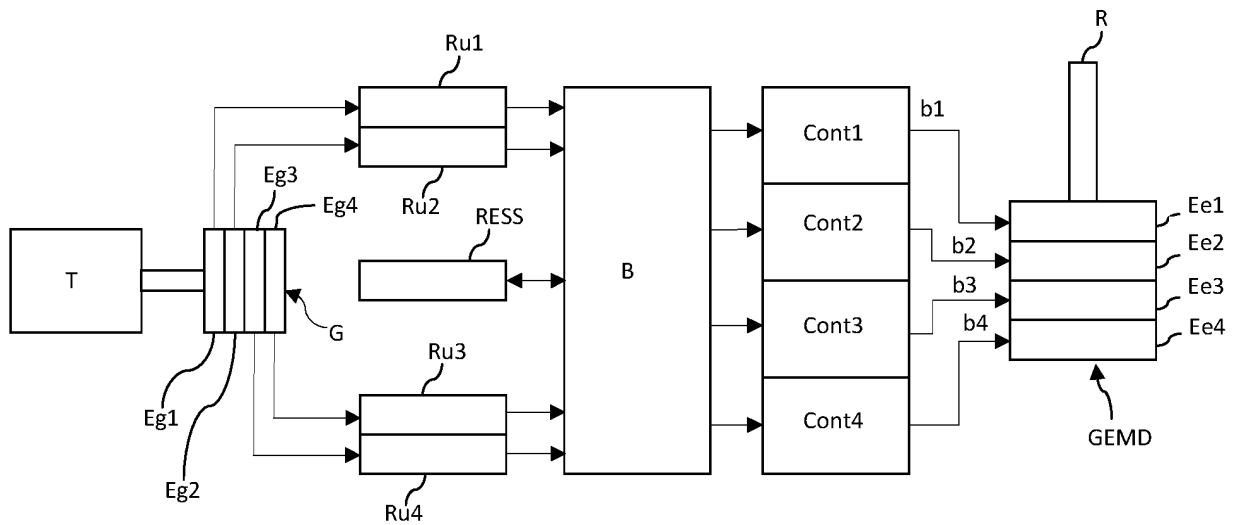 R
Ru1
b1
Cont1
Eg3
Eg4
Ru2
RESS
Ee1
Cont2
b2
Ee2
T
B
b3
Ee3
G
Cont3
b4
Ee4
Ru3
Eg1
Cont4
GEMD
Eg2
Ru4